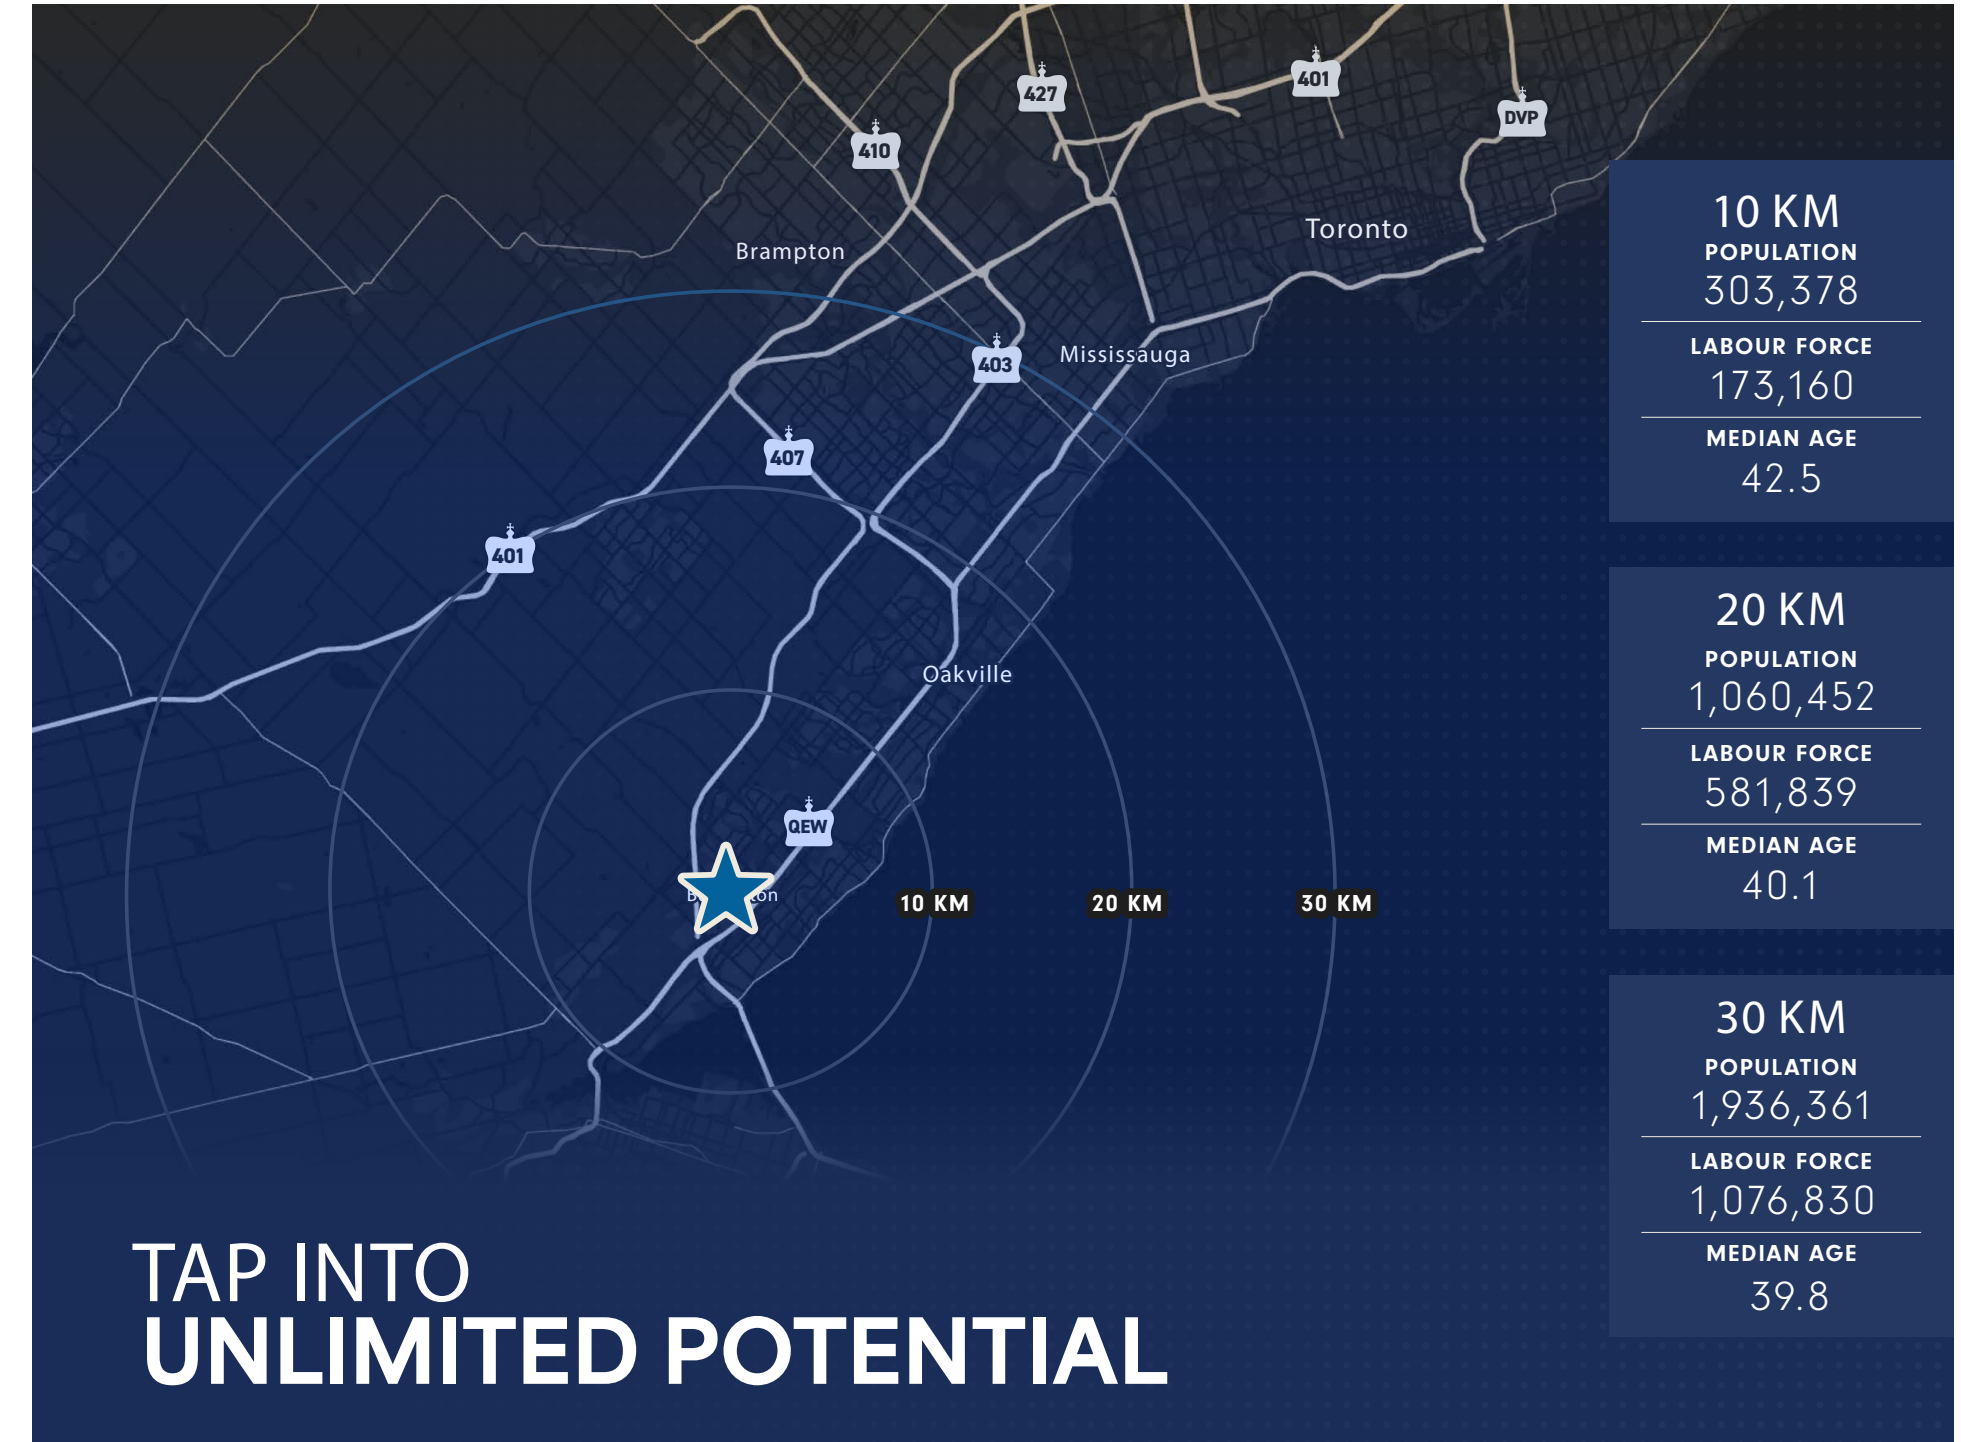 427
401
DVP
410
Toronto
Brampton
403
Mississauga
407
401
Oakville
QEW
10 KM
20 KM
30 KM
10 KM
POPULATION
303,378
LABOUR FORCE
173,160
MEDIAN AGE
42.5
20 KM
POPULATION
1,060,452
LABOUR FORCE
581,839
MEDIAN AGE
40.1
30 KM
POPULATION
1,936,361
LABOUR FORCE
1,076,830
MEDIAN AGE
39.8
TAP INTO
UNLIMITED POTENTIAL